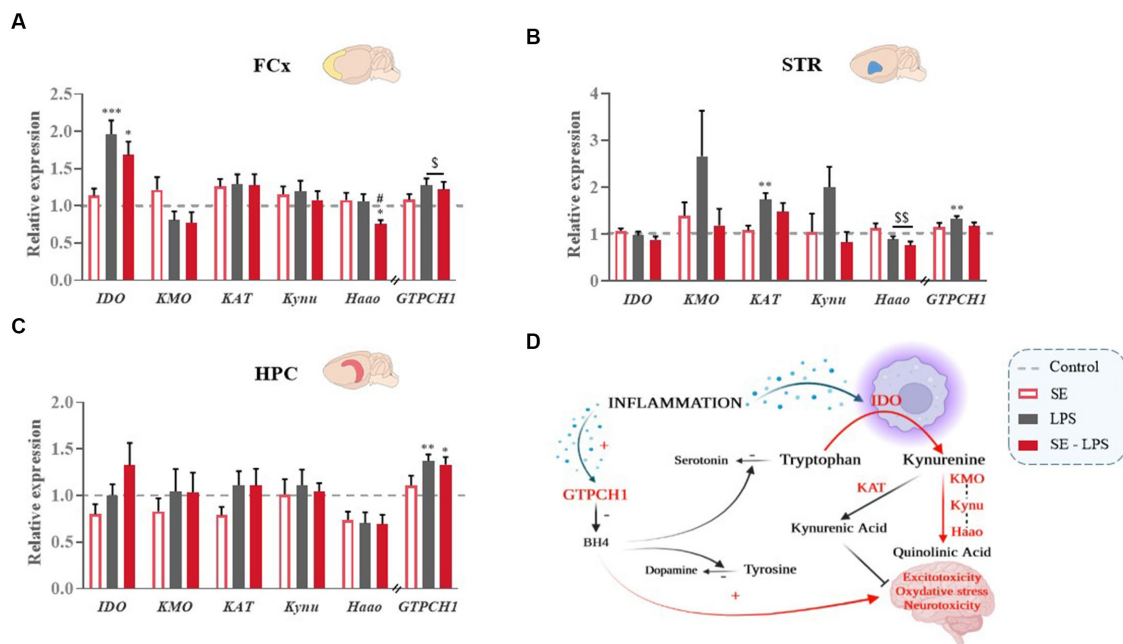 A
FCx
Relative expression
2.5
2.0
1.5
1.0
0.5
0.0
***
*
#
*
$
IDO KMO KAT Kynu Haao GTPCH1
B
STR
Relative expression
4
3
2
1
0
**
$$
**
IDO KMO KAT Kynu Haao GTPCH1
C
HPC
Relative expression
2.0
1.5
1.0
0.5
0.0
**
*
IDO KMO KAT Kynu Haao GTPCH1
D
INFLAMMATION
IDO
+
Serotonin - Tryptophan
Kynurenine
GTPCH1
KAT
KMO
Kynu
Haao
-
BH4
Kynurenic Acid
Quinolinic Acid
Dopamine - Tyrosine
-
+
Excitotoxicity
Oxydative stress
Neurotoxicity
Control
SE
LPS
SE - LPS